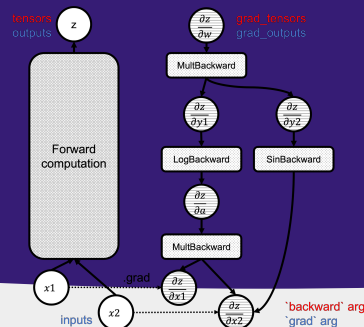 tensors
outputs
z
∂z
∂w
grad_tensors
grad_outputs
MultBackward
∂z
∂y1
∂z
∂y2
Forward
computation
LogBackward
SinBackward
∂z
∂a
MultBackward
x1
.grad
∂z
∂x1
inputs
x2
∂z
∂x2
`backward` arg
`grad` arg